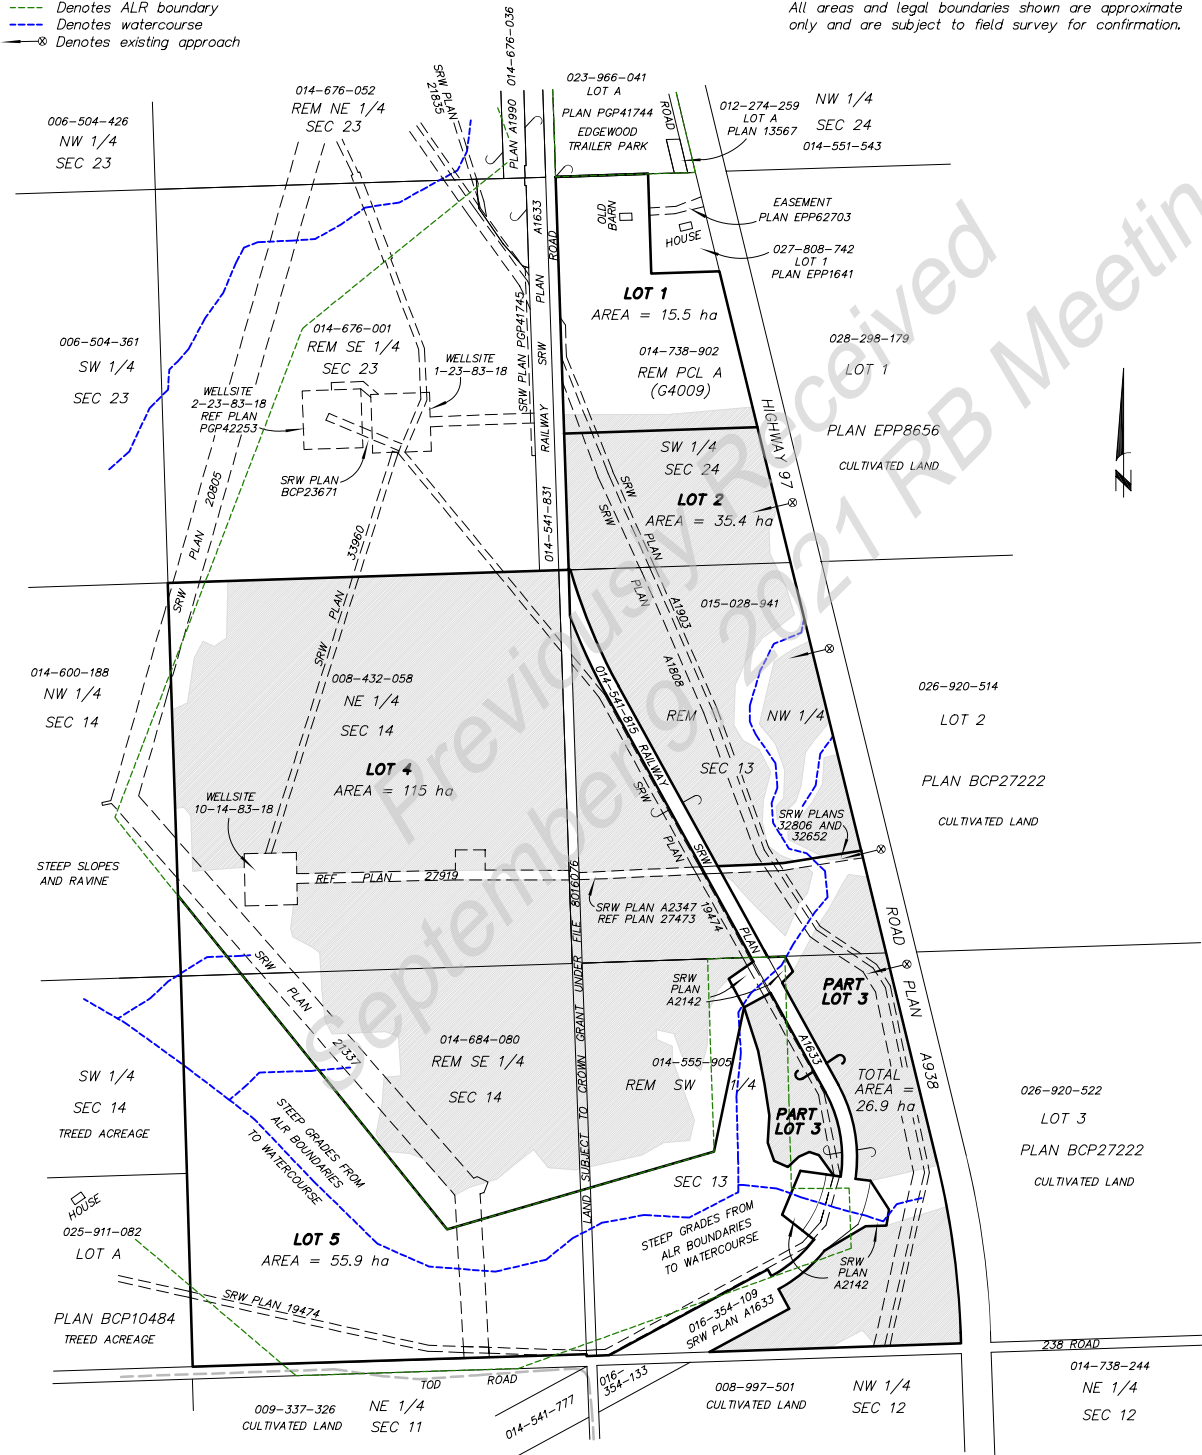 Denotes ALR boundary
Denotes watercourse
Denotes existing approach
All areas and legal boundaries shown are approximate
only and are subject to field survey for confirmation.
006-504-426
NW 1/4
SEC 23
014-676-052
REM NE 1/4
SEC 23
SRW PLAN
21835
014-676-036
PLAN A1990
023-966-041
LOT A
PLAN PGP41744
EDGEWOOD
TRAILER PARK
ROAD
012-274-259
LOT A
PLAN 13567
NW 1/4
SEC 24
014-551-543
A1633
PLAN
SRW
RAILWAY
014-541-831
ROAD
SRW PLAN PGP41745
OLD
BARN
HOUSE
EASEMENT
PLAN EPP62703
027-808-742
LOT 1
PLAN EPP1641
LOT 1
AREA = 15.5 ha
014-738-902
REM PCL A
(G4009)
006-504-361
SW 1/4
SEC 23
014-676-001
REM SE 1/4
SEC 23
WELLSITE
1-23-83-18
WELLSITE
2-23-83-18
REF PLAN
PGP42253
SRW PLAN
BCP23671
028-298-179
LOT 1
PLAN EPP8656
CULTIVATED LAND
HIGHWAY 97
SW 1/4
SEC 24
LOT 2
AREA = 35.4 ha
N
20805
PLAN
SRW
33960
PLAN
SRW
SRW
SRW
PLAN
PLAN
A1903
A1808
015-028-941
REM NW 1/4
SEC 13
014-600-188
NW 1/4
SEC 14
008-432-058
NE 1/4
SEC 14
LOT 4
AREA = 115 ha
014-541-815 RAILWAY
SRW
PLAN
A1633
SRW
PLAN
19474
026-920-514
LOT 2
PLAN BCP27222
CULTIVATED LAND
WELLSITE
10-14-83-18
SRW PLANS
32806 AND
32652
STEEP SLOPES
AND RAVINE
REF PLAN 27919
SRW PLAN A2347
REF PLAN 27473
LAND SUBJECT TO CROWN GRANT UNDER FILE 8016076
ROAD
PLAN
A938
SRW
PLAN
21337
SRW
PLAN
A2142
PART
LOT 3
014-684-080
REM SE 1/4
SEC 14
014-555-905
REM SW 1/4
SEC 13
TOTAL
AREA =
26.9 ha
PART
LOT 3
SW 1/4
SEC 14
TREED ACREAGE
026-920-522
LOT 3
PLAN BCP27222
CULTIVATED LAND
STEEP GRADES FROM
ALR BOUNDARIES
TO WATERCOURSE
STEEP GRADES FROM
ALR BOUNDARIES
TO WATERCOURSE
HOUSE
025-911-082
LOT A
PLAN BCP10484
TREED ACREAGE
LOT 5
AREA = 55.9 ha
SRW PLAN 19474
SRW
PLAN
A2142
016-354-109
SRW PLAN A1633
238 ROAD
TOD ROAD
009-337-326
CULTIVATED LAND
NE 1/4
SEC 11
014-541-777
016-
354-133
008-997-501
CULTIVATED LAND
NW 1/4
SEC 12
014-738-244
NE 1/4
SEC 12
Previously Received
September 9, 2021 RB Meetin